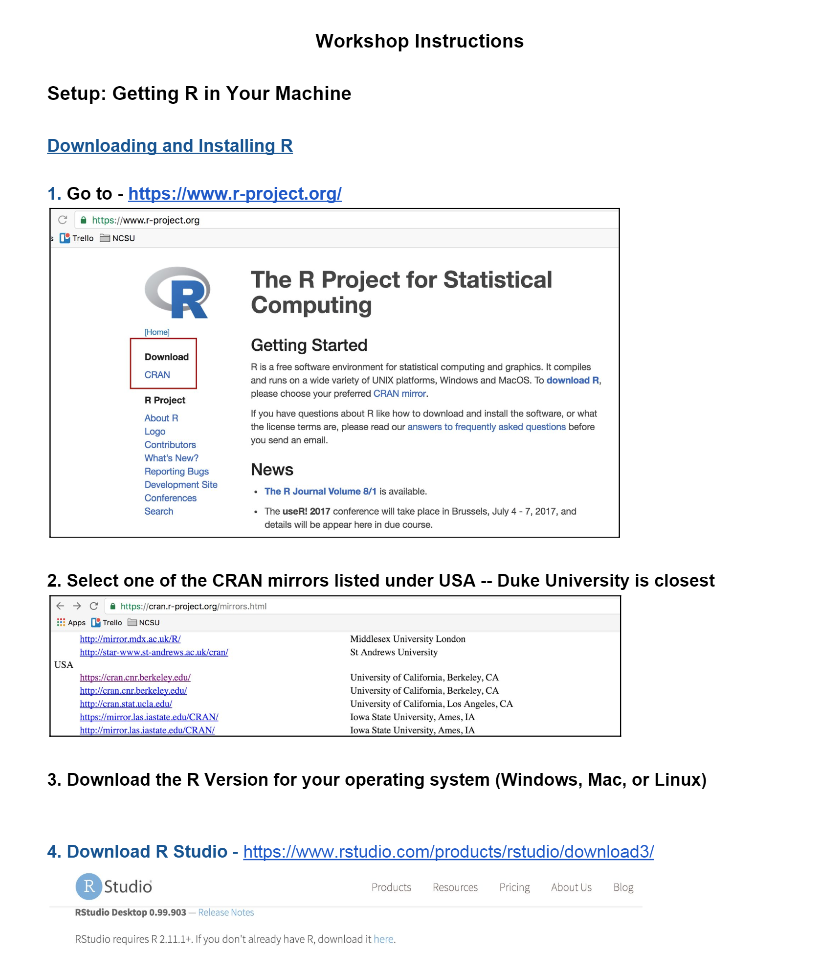 Workshop Instructions
Setup: Getting R in Your Machine
Downloading and Installing R
1. Go to - https://www.r-project.org/
https://www.r-project.org
s Trello NCSU
R
[Home]
Download
CRAN
R Project
About R
Logo
Contributors
What's New?
Reporting Bugs
Development Site
Conferences
Search
The R Project for Statistical
Computing
Getting Started
R is a free software environment for statistical computing and graphics. It compiles
and runs on a wide variety of UNIX platforms, Windows and MacOS. To download R,
please choose your preferred CRAN mirror.
If you have questions about R like how to download and install the software, or what
the license terms are, please read our answers to frequently asked questions before
you send an email.
News
• The R Journal Volume 8/1 is available.
• The useR! 2017 conference will take place in Brussels, July 4 - 7, 2017, and
details will be appear here in due course.
2. Select one of the CRAN mirrors listed under USA -- Duke University is closest
https://cran.r-project.org/mirrors.html
Apps Trello NCSU
http://mirror.mdx.ac.uk/R/ Middlesex University London
http://star-www.st-andrews.ac.uk/cran/ St Andrews University
USA
https://cran.cnr.berkeley.edu/ University of California, Berkeley, CA
http://cran.cnr.berkeley.edu/ University of California, Berkeley, CA
http://cran.stat.ucla.edu/ University of California, Los Angeles, CA
https://mirror.las.iastate.edu/CRAN/ Iowa State University, Ames, IA
http://mirror.las.iastate.edu/CRAN/ Iowa State University, Ames, IA
3. Download the R Version for your operating system (Windows, Mac, or Linux)
4. Download R Studio - https://www.rstudio.com/products/rstudio/download3/
R Studio Products Resources Pricing About Us Blog
RStudio Desktop 0.99.903 — Release Notes
RStudio requires R 2.11.1+. If you don't already have R, download it here.